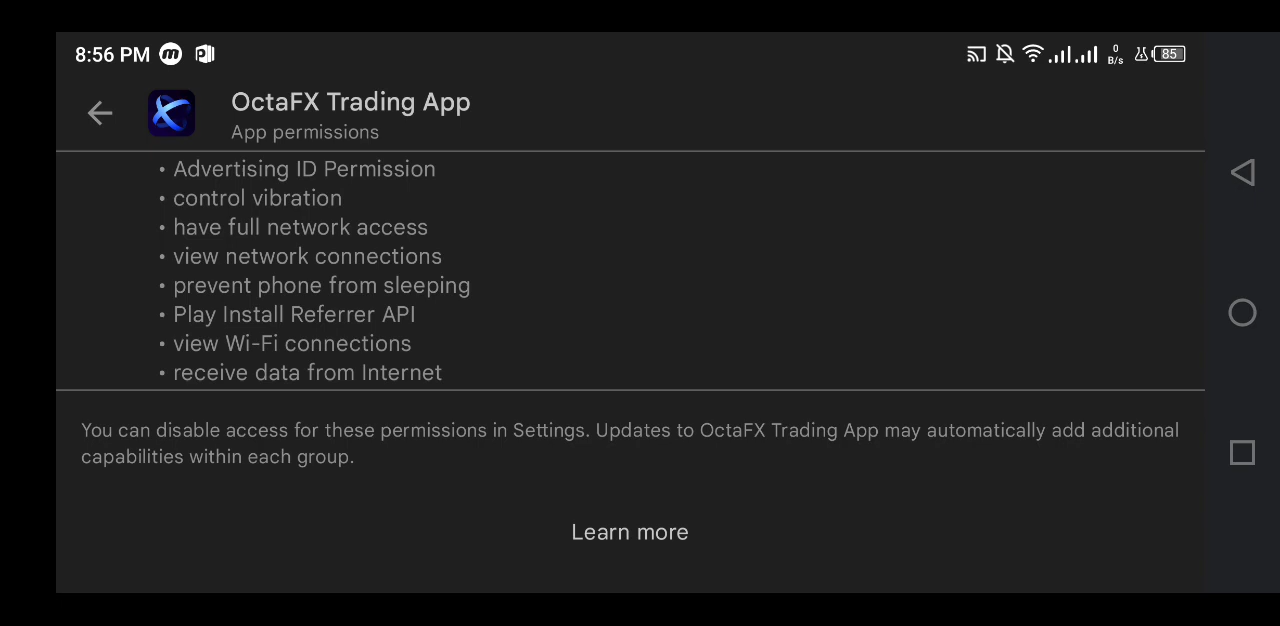 8:56 PM
0
B/s
85
OctaFX Trading App
App permissions
• Advertising ID Permission
• control vibration
• have full network access
• view network connections
• prevent phone from sleeping
• Play Install Referrer API
• view Wi-Fi connections
• receive data from Internet
You can disable access for these permissions in Settings. Updates to OctaFX Trading App may automatically add additional
capabilities within each group.
Learn more